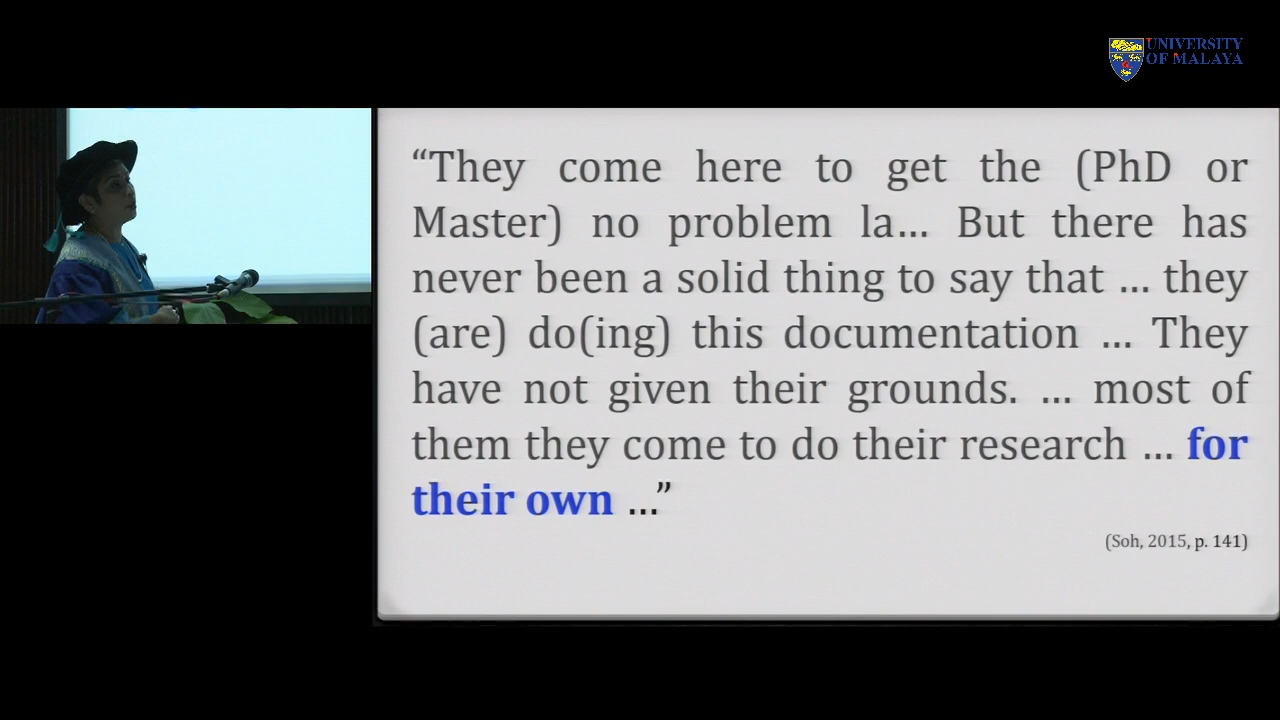 UNIVERSITY
OF MALAYA
“They come here to get the (PhD or
Master) no problem la... But there has
never been a solid thing to say that ... they
(are) do(ing) this documentation ... They
have not given their grounds. ... most of
them they come to do their research ... for
their own ...”
(Soh, 2015, p. 141)